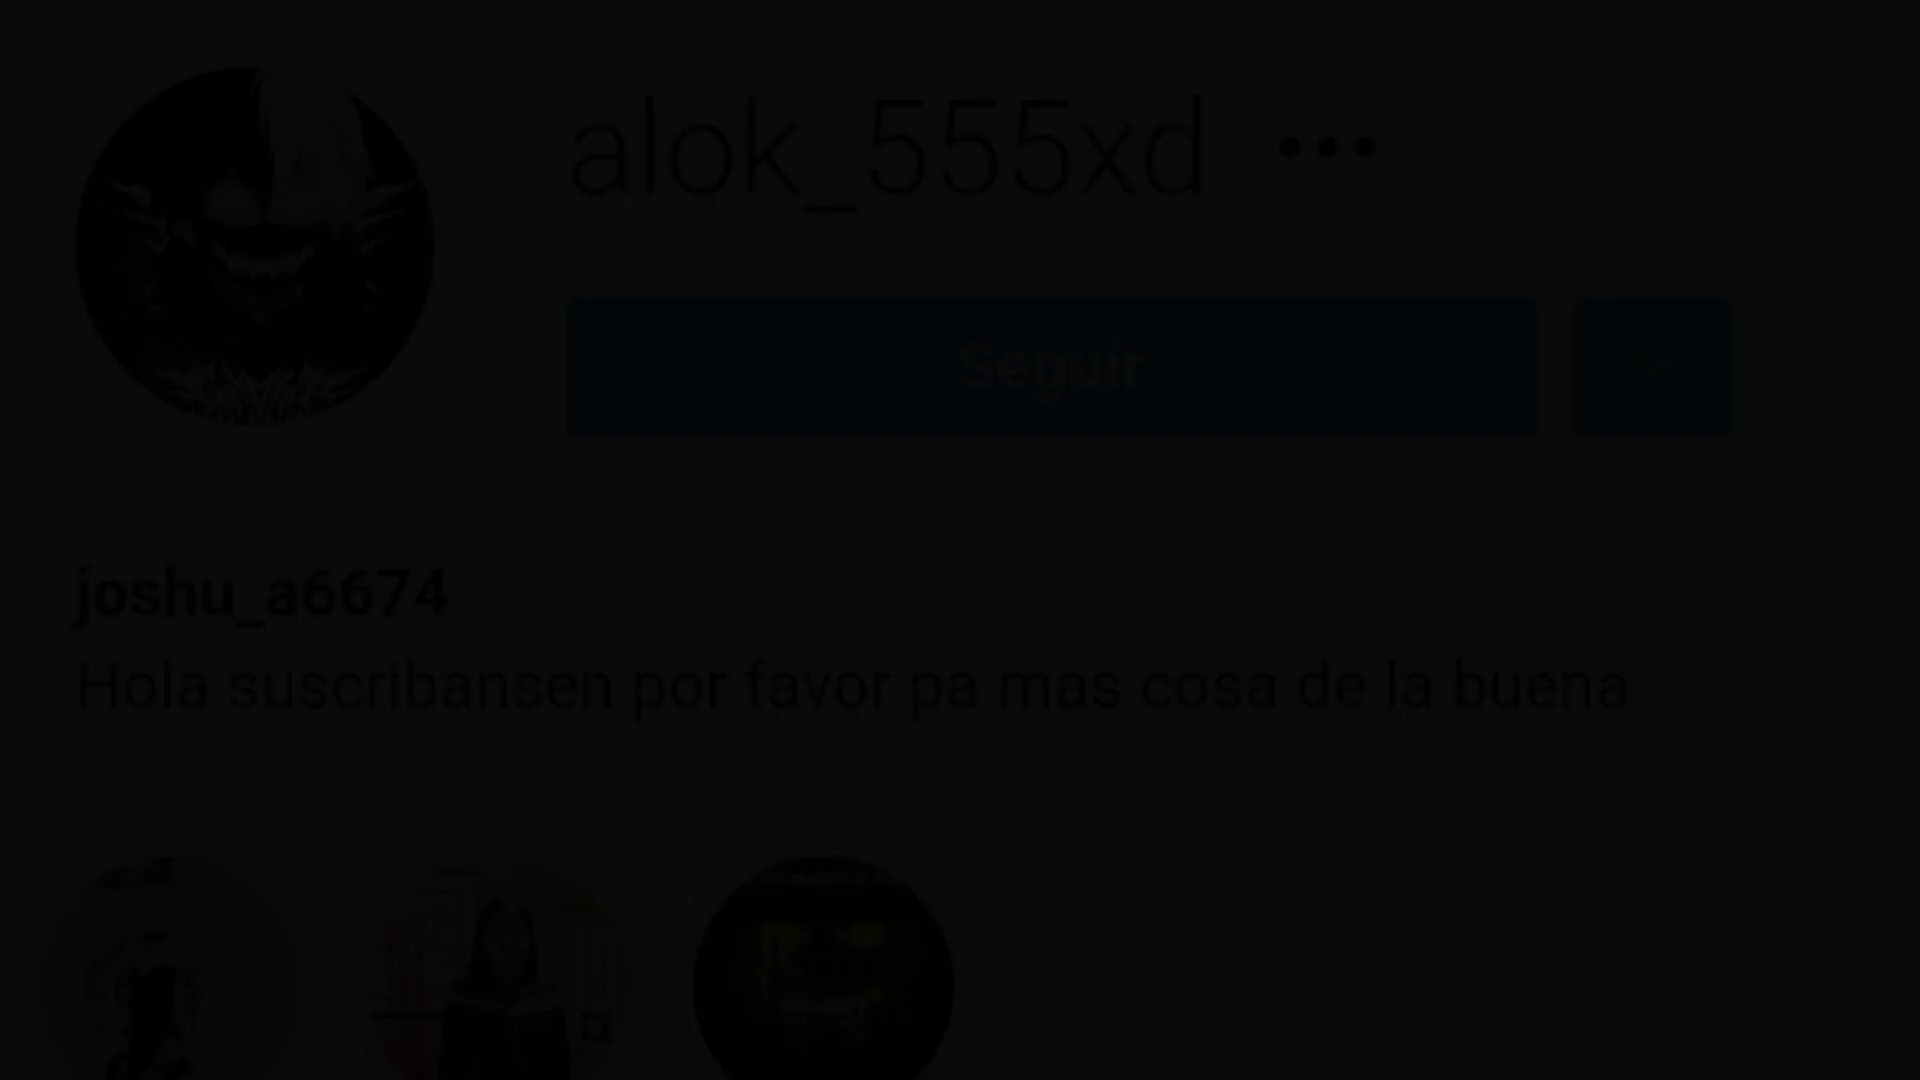 alok_555xd
Seguir
joshu_a6674
Hola suscribansen por favor pa mas cosa de la buena